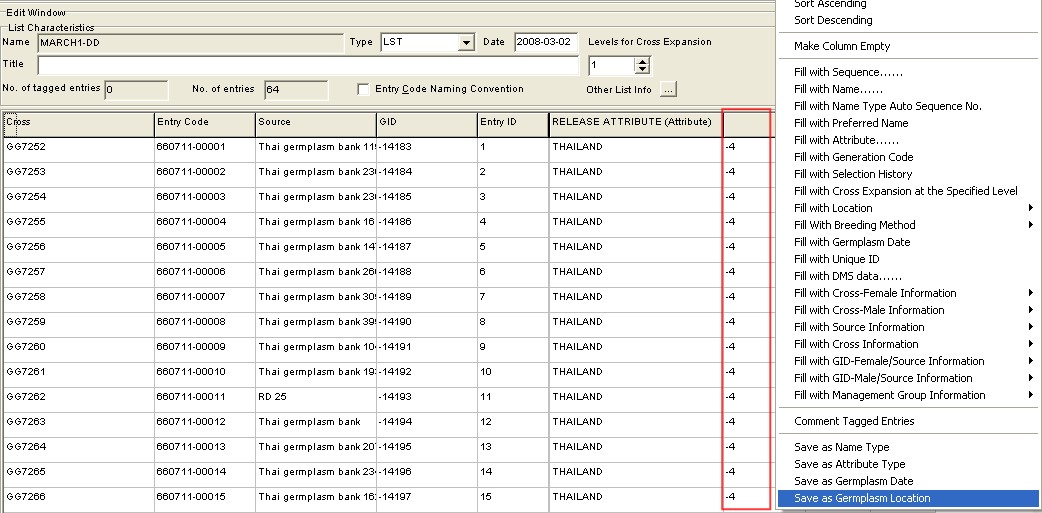 Edit Window
List Characteristics
Name MARCH1-DD Type LST Date 2008-03-02 Levels for Cross Expansion
Title 1
No. of tagged entries 0 No. of entries 64 Entry Code Naming Convention Other List Info ...
Cross Entry Code Source GID Entry ID RELEASE ATTRIBUTE (Attribute)
GG7252 660711-00001 Thai germplasm bank 11 -14183 1 THAILAND -4
GG7253 660711-00002 Thai germplasm bank 23 -14184 2 THAILAND -4
GG7254 660711-00003 Thai germplasm bank 23 -14185 3 THAILAND -4
GG7255 660711-00004 Thai germplasm bank 16 -14186 4 THAILAND -4
GG7256 660711-00005 Thai germplasm bank 14 -14187 5 THAILAND -4
GG7257 660711-00006 Thai germplasm bank 26 -14188 6 THAILAND -4
GG7258 660711-00007 Thai germplasm bank 30 -14189 7 THAILAND -4
GG7259 660711-00008 Thai germplasm bank 39 -14190 8 THAILAND -4
GG7260 660711-00009 Thai germplasm bank 10 -14191 9 THAILAND -4
GG7261 660711-00010 Thai germplasm bank 19 -14192 10 THAILAND -4
GG7262 660711-00011 RD 25 -14193 11 THAILAND -4
GG7263 660711-00012 Thai germplasm bank -14194 12 THAILAND -4
GG7264 660711-00013 Thai germplasm bank 20 -14195 13 THAILAND -4
GG7265 660711-00014 Thai germplasm bank 23 -14196 14 THAILAND -4
GG7266 660711-00015 Thai germplasm bank 16 -14197 15 THAILAND -4
Sort Ascending
Sort Descending
Make Column Empty
Fill with Sequence......
Fill with Name......
Fill with Name Type Auto Sequence No.
Fill with Preferred Name
Fill with Attribute......
Fill with Generation Code
Fill with Selection History
Fill with Cross Expansion at the Specified Level
Fill with Location
Fill With Breeding Method
Fill with Germplasm Date
Fill with Unique ID
Fill with DMS data......
Fill with Cross-Female Information
Fill with Cross-Male Information
Fill with Source Information
Fill with Cross Information
Fill with GID-Female/Source Information
Fill with GID-Male/Source Information
Fill with Management Group Information
Comment Tagged Entries
Save as Name Type
Save as Attribute Type
Save as Germplasm Date
Save as Germplasm Location